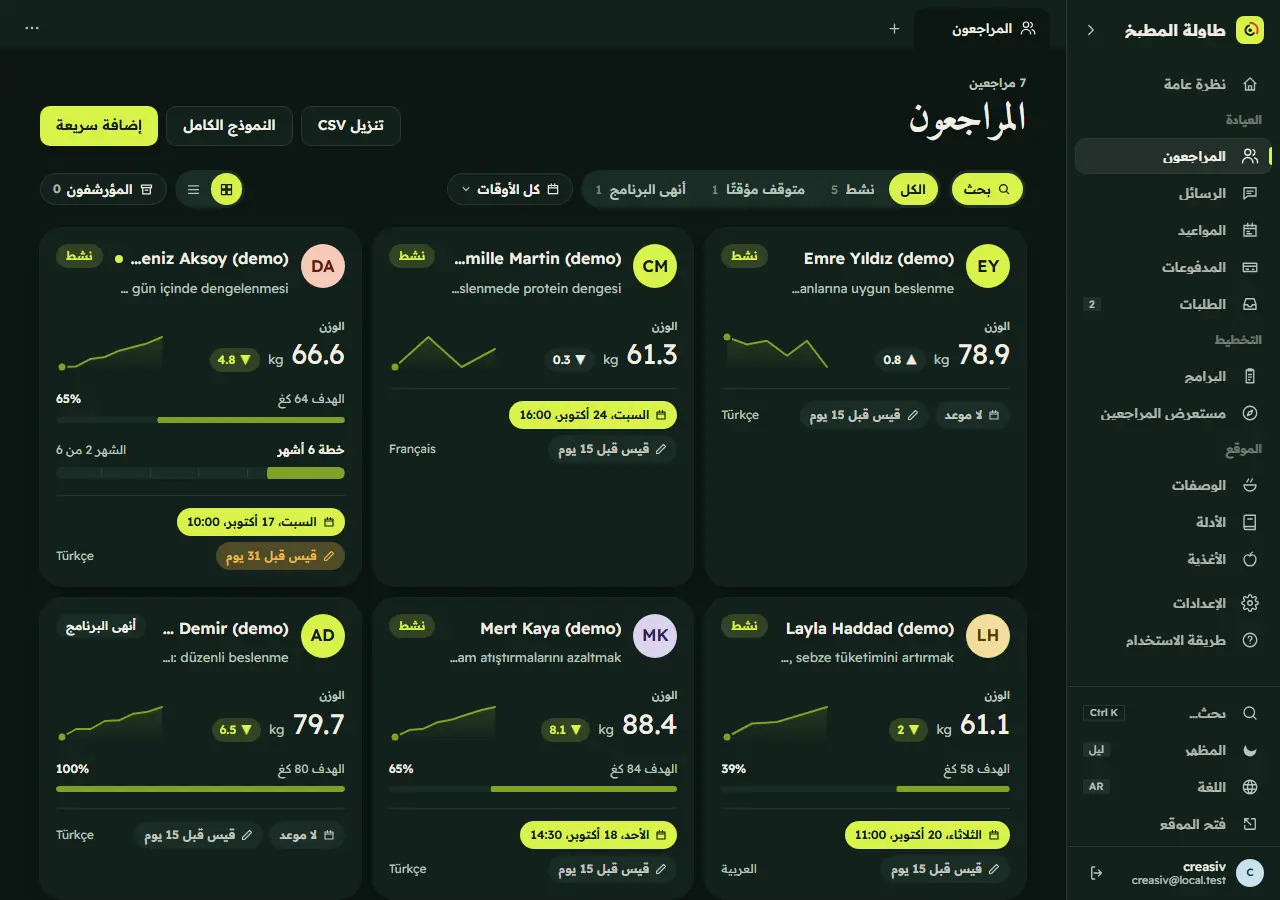 طاولة المطبخ
نظرة عامة
العيادة
المراجعون
الرسائل
المواعيد
المدفوعات
الطلبات 2
التخطيط
البرامج
مستعرض المراجعين
الموقع
الوصفات
الأدلة
الأغذية
الإعدادات
طريقة الاستخدام
بحث... Ctrl K
المظهر ليل
اللغة AR
فتح الموقع
C creasiv
creasiv@local.test
المراجعون + ...
7 مراجعين
المراجعون
تنزيل CSV النموذج الكامل إضافة سريعة
بحث الكل نشط 5 متوقف مؤقتًا 1 أنهى البرنامج 1 كل الأوقات المؤرشفون 0
EY Emre Yıldız (demo) نشط
...anlarına uygun beslenme
الوزن
78.9 kg ▲ 0.8
لا موعد قيس قبل 15 يوم Türkçe
CM ...mille Martin (demo) نشط
...slenmede protein dengesi
الوزن
61.3 kg ▼ 0.3
السبت، 24 أكتوبر، 16:00
قيس قبل 15 يوم Français
DA ...eniz Aksoy (demo) نشط
... gün içinde dengelenmesi
الوزن
66.6 kg ▼ 4.8
الهدف 64 كغ 65%
خطة 6 أشهر الشهر 2 من 6
السبت، 17 أكتوبر، 10:00
قيس قبل 31 يوم Türkçe
LH Layla Haddad (demo) نشط
..., sebze tüketimini artırmak
الوزن
61.1 kg ▼ 2
الهدف 58 كغ 39%
الثلاثاء، 20 أكتوبر، 11:00
قيس قبل 15 يوم العربية
MK Mert Kaya (demo) نشط
...am atıştırmalarını azaltmak
الوزن
88.4 kg ▼ 8.1
الهدف 84 كغ 65%
الأحد، 18 أكتوبر، 14:30
قيس قبل 15 يوم Türkçe
AD ... Demir (demo) أنهى البرنامج
...ı: düzenli beslenme
الوزن
79.7 kg ▼ 6.5
الهدف 80 كغ 100%
لا موعد قيس قبل 15 يوم Türkçe